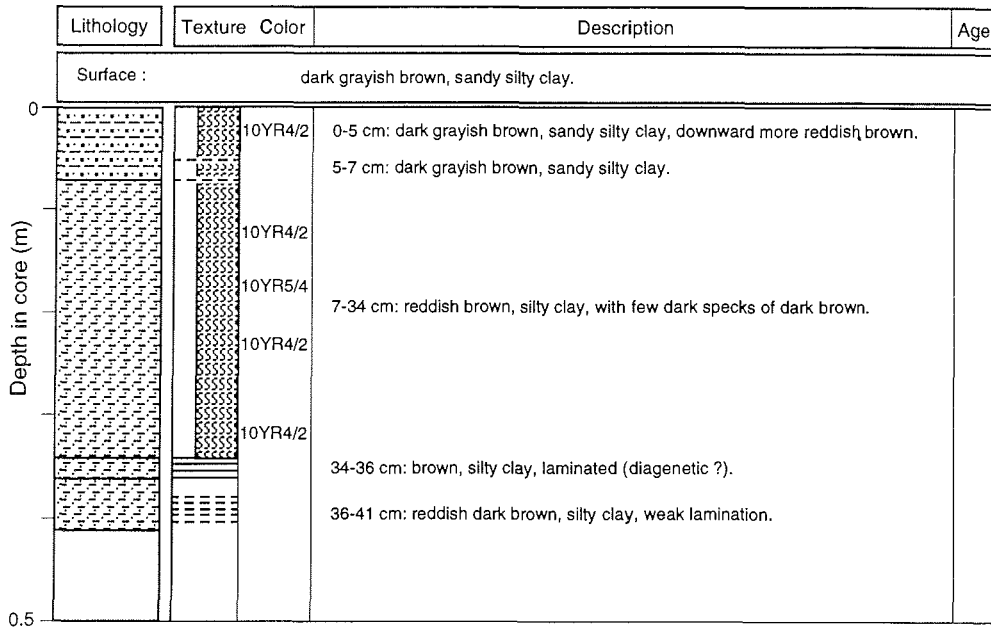 Lithology Texture Color Description Age
Surface : dark grayish brown, sandy silty clay.
0
10YR4/2 0-5 cm: dark grayish brown, sandy silty clay, downward more reddish brown.
5-7 cm: dark grayish brown, sandy silty clay.
10YR4/2
10YR5/4
7-34 cm: reddish brown, silty clay, with few dark specks of dark brown.
10YR4/2
10YR4/2
34-36 cm: brown, silty clay, laminated (diagenetic ?).
36-41 cm: reddish dark brown, silty clay, weak lamination.
0.5
Depth in core (m)